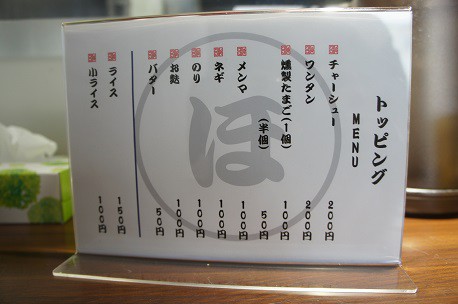 トッピング
MENU
チャーシュー 200円
ワンタン 200円
燻製たまご(1個) 100円
(半個) 50円
メンマ 100円
ネギ 100円
のり 100円
お麩 100円
バター 50円
ライス 150円
小ライス 100円
ほ